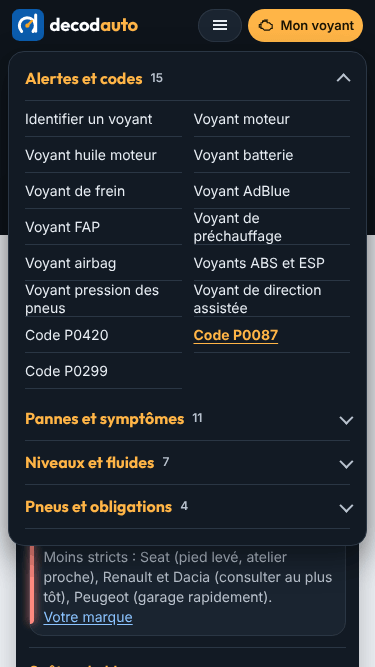 decodauto
Mon voyant
Alertes et codes 15
Identifier un voyant
Voyant moteur
Voyant huile moteur
Voyant batterie
Voyant de frein
Voyant AdBlue
Voyant FAP
Voyant de
préchauffage
Voyant airbag
Voyants ABS et ESP
Voyant pression des
pneus
Voyant de direction
assistée
Code P0420
Code P0087
Code P0299
Pannes et symptômes 11
Niveaux et fluides 7
Pneus et obligations 4
Moins stricts : Seat (pied levé, atelier
proche), Renault et Dacia (consulter au plus
tôt), Peugeot (garage rapidement).
Votre marque